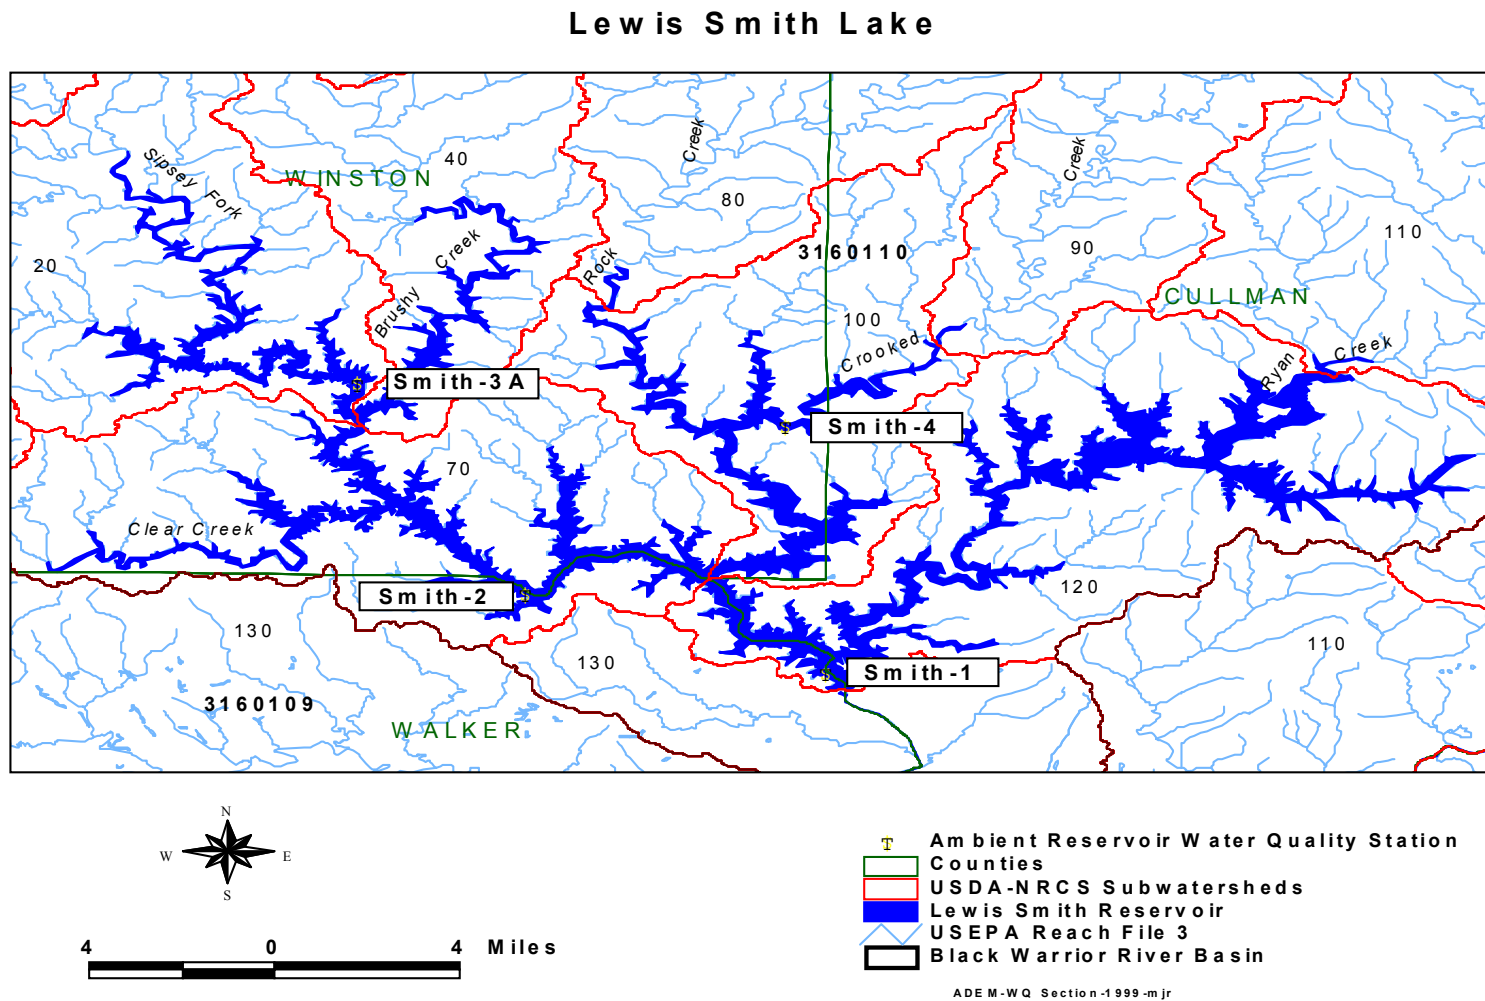 Lewis Smith Lake
Sipsey Fork
WINSTON
40
Creek
80
Creek
110
20
Brushy Creek
Rock
3160110
90
CULLMAN
100
Crooked
Ryan Creek
Smith-3A
Smith-4
70
Clear Creek
Smith-2
120
130
130
110
Smith-1
3160109
WALKER
N
W E
S
4 0 4 Miles
T Ambient Reservoir Water Quality Station
Counties
USDA-NRCS Subwatersheds
Lewis Smith Reservoir
USEPA Reach File 3
Black Warrior River Basin
ADEM-WQ Section-1999-mjr